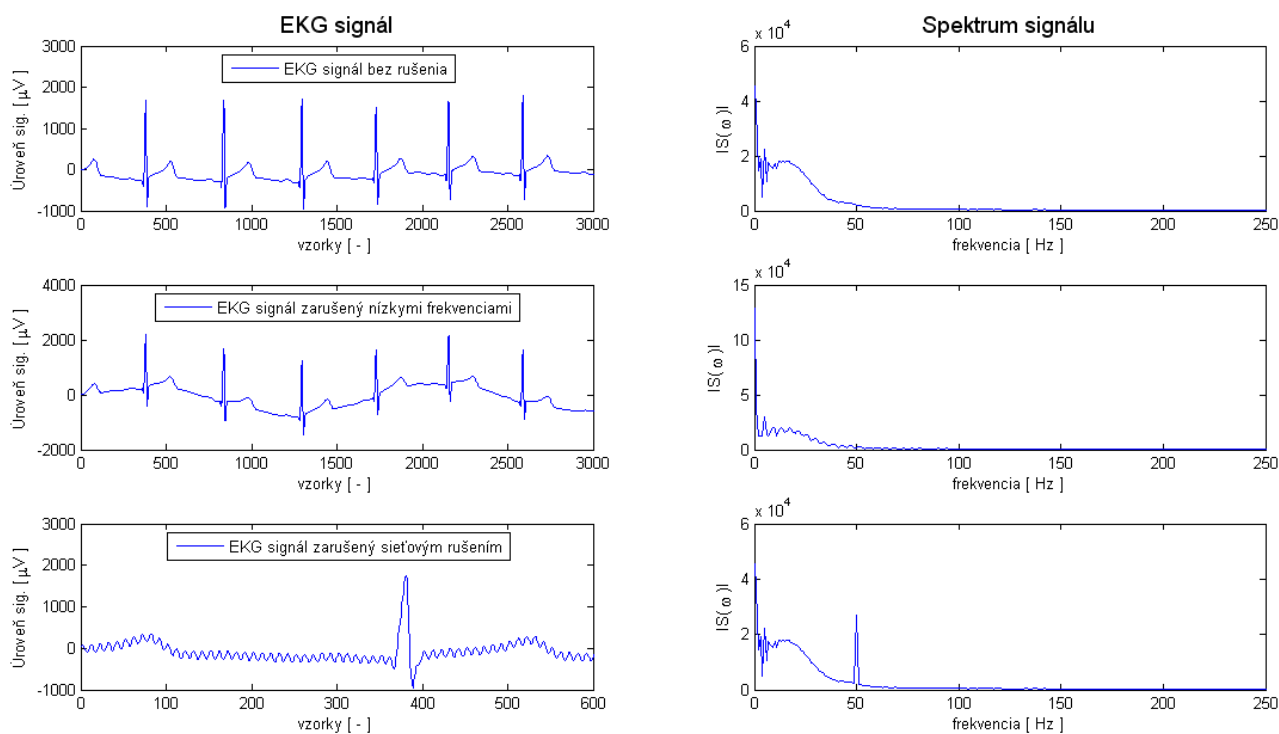 EKG signál
Spektrum signálu
3000
2000
1000
0
-1000
Úroveň sig. [ μV ]
EKG signál bez rušenia
0 500 1000 1500 2000 2500 3000
vzorky [ - ]
x 10^4
6
4
2
0
|S( ω )|
0 50 100 150 200 250
frekvencia [ Hz ]
4000
2000
0
-2000
Úroveň sig. [ μV ]
EKG signál zarušený nízkymi frekvenciami
0 500 1000 1500 2000 2500 3000
vzorky [ - ]
x 10^4
15
10
5
0
|S( ω )|
0 50 100 150 200 250
frekvencia [ Hz ]
3000
2000
1000
0
-1000
Úroveň sig. [ μV ]
EKG signál zarušený sieťovým rušením
0 100 200 300 400 500 600
vzorky [ - ]
x 10^4
6
4
2
0
|S( ω )|
0 50 100 150 200 250
frekvencia [ Hz ]